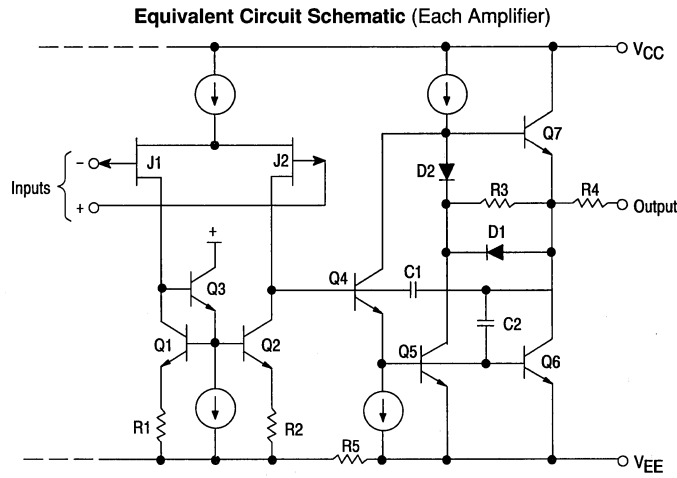 Equivalent Circuit Schematic (Each Amplifier)
VCC
Q7
J1
J2
−
D2
Inputs
R3
R4
+
Output
D1
+
Q4
C1
Q3
C2
Q1
Q2
Q5
Q6
R1
R2
R5
VEE